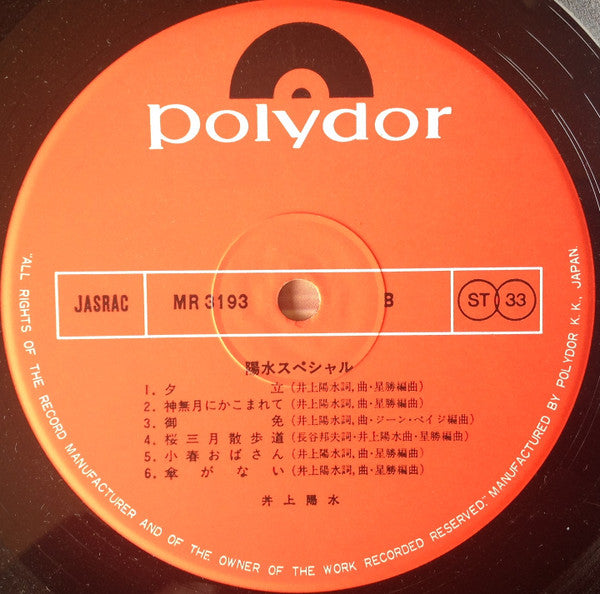 polydor
JASRAC MR 3193 B ST 33
陽水スペシャル
1. 夕立(井上陽水詞,曲・星勝編曲)
2. 神無月にかこまれて(井上陽水詞,曲・星勝編曲)
3. 御免(井上陽水詞,曲・ジーン・ペイジ編曲)
4. 桜三月散歩道(長谷邦夫詞・井上陽水曲・星勝編曲)
5. 小春おばさん(井上陽水詞,曲・星勝編曲)
6. 傘がない(井上陽水詞,曲・星勝編曲)
井上陽水
"ALL RIGHTS OF THE RECORD MANUFACTURER AND OF THE OWNER OF THE WORK RECORDED RESERVED." MANUFACTURED BY POLYDOR K.K., JAPAN.